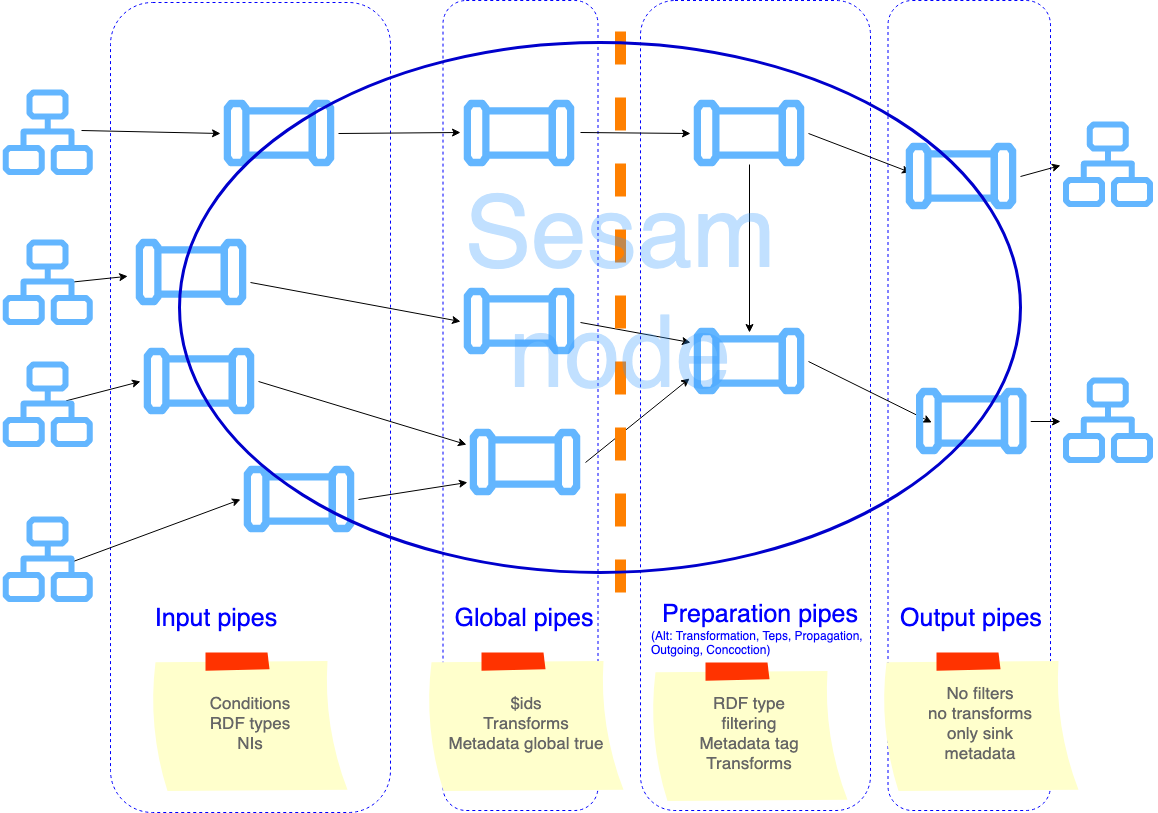 Sesam
node
Input pipes
Global pipes
Preparation pipes
(Alt: Transformation, Teps, Propagation,
Outgoing, Concoction)
Output pipes
Conditions
RDF types
NIs
$ids
Transforms
Metadata global true
RDF type
filtering
Metadata tag
Transforms
No filters
no transforms
only sink
metadata